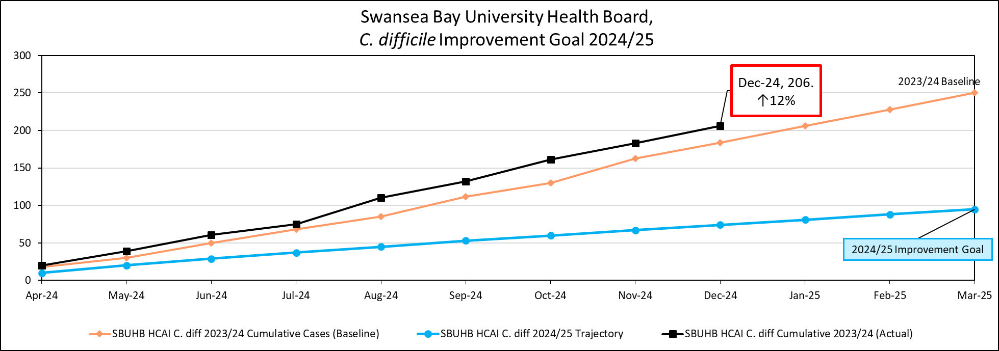 Swansea Bay University Health Board,
C. difficile Improvement Goal 2024/25
300
250
200
150
100
50
0
Dec-24, 206.
↑12%
2023/24 Baseline
2024/25 Improvement Goal
Apr-24 May-24 Jun-24 Jul-24 Aug-24 Sep-24 Oct-24 Nov-24 Dec-24 Jan-25 Feb-25 Mar-25
SBUHB HCAI C. diff 2023/24 Cumulative Cases (Baseline) SBUHB HCAI C. diff 2024/25 Trajectory SBUHB HCAI C. diff Cumulative 2023/24 (Actual)